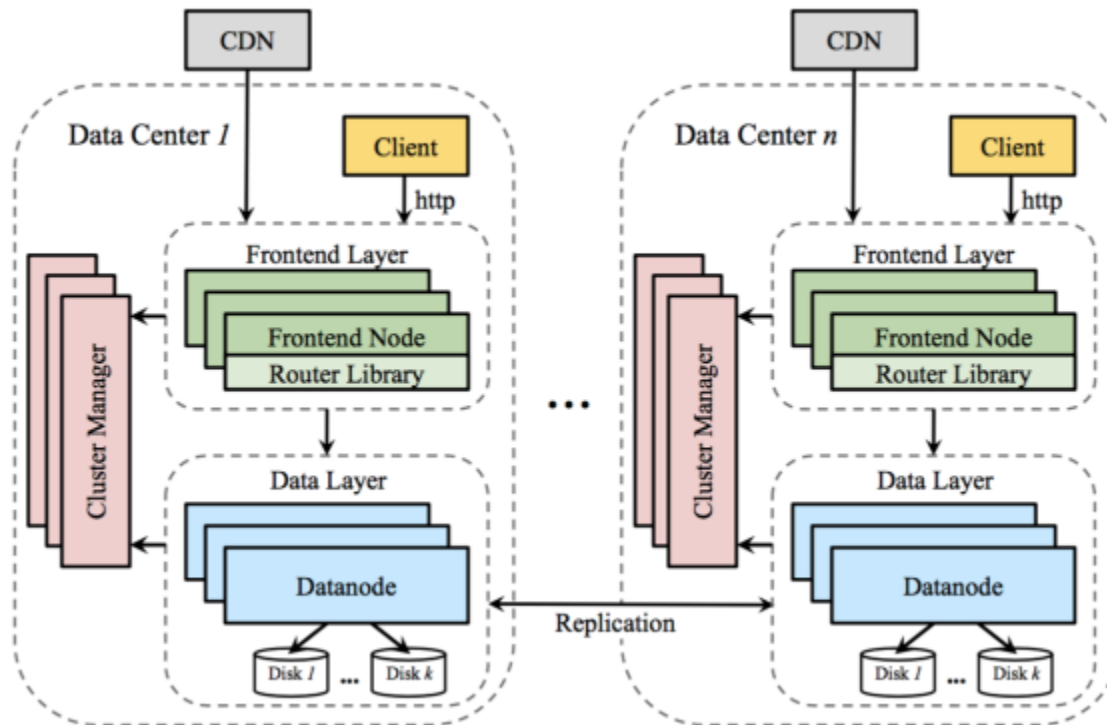 CDN
Data Center 1
Client
http
Frontend Layer
Frontend Node
Router Library
Cluster Manager
Data Layer
Datanode
Disk 1
...
Disk k
...
Replication
CDN
Data Center n
Client
http
Frontend Layer
Frontend Node
Router Library
Cluster Manager
Data Layer
Datanode
Disk 1
...
Disk k